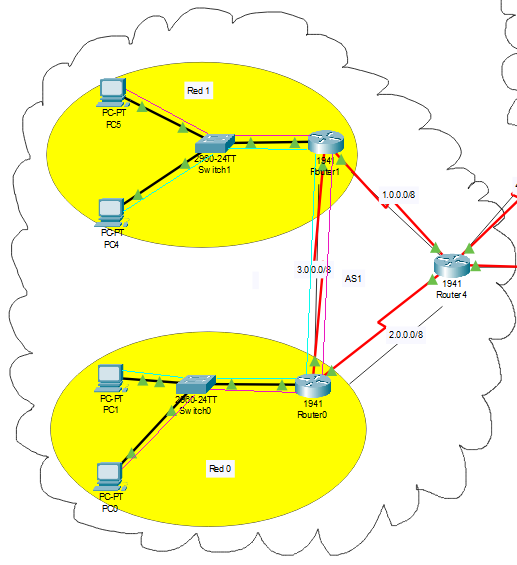 Red 1
PC-PT
PC5
2960-24TT
Switch1
1941
Router1
PC-PT
PC4
1.0.0.0/8
1941
Router4
3.0.0.0/8
AS1
2.0.0.0/8
PC-PT
PC1
2960-24TT
Switch0
1941
Router0
Red 0
PC-PT
PC0